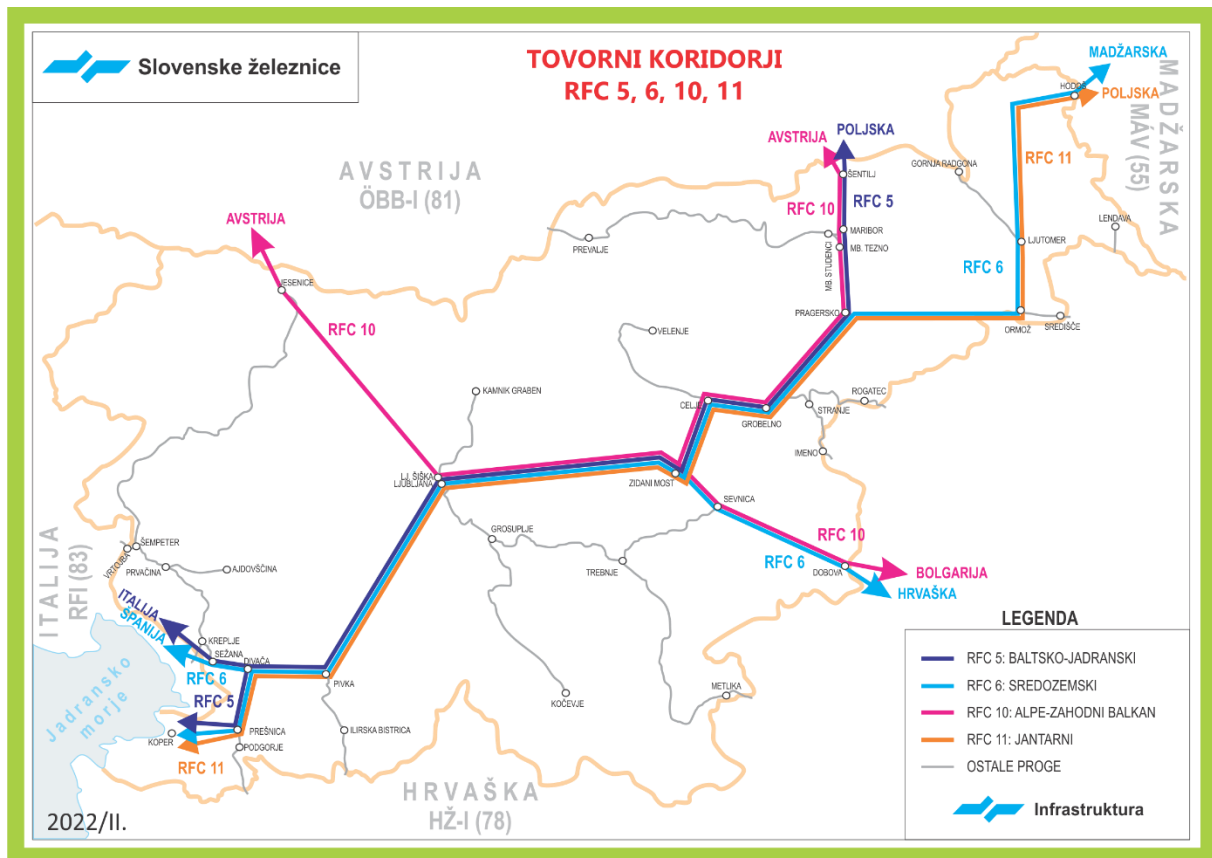 Slovenske železnice
TOVORNI KORIDORJI
RFC 5, 6, 10, 11
MADŽARSKA
HODOŠ
POLJSKA
MADŽARSKA
MÁV (55)
AVSTRIJA
POLJSKA
AVSTRIJA
ÖBB-I (81)
GORNJA RADGONA
RFC 11
ŠENTILJ
RFC 10
RFC 5
AVSTRIJA
LENDAVA
MARIBOR
PREVALJE
MB. TEZNO
MB. STUDENCI
LJUTOMER
RFC 6
JESENICE
RFC 10
PRAGERSKO
ORMOŽ
SREDIŠČE
VELENJE
KAMNIK GRABEN
ROGATEC
CELJE
STRANJE
GROBELNO
IMENO
LJ. ŠIŠKA
LJUBLJANA
ZIDANI MOST
SEVNICA
GROSUPLJE
RFC 10
ŠEMPETER
VRTOJBA
PRVAČINA
AJDOVŠČINA
TREBNJE
RFC 6
DOBOVA
BOLGARIJA
HRVAŠKA
ITALIJA
RFI (83)
ITALIJA
ŠPANIJA
KREPLJE
SEŽANA
DIVAČA
RFC 6
PIVKA
RFC 5
METLIKA
KOČEVJE
Jadransko
morje
PREŠNICA
KOPER
PODGORJE
ILIRSKA BISTRICA
RFC 11
HRVAŠKA
HŽ-I (78)
LEGENDA
RFC 5: BALTSKO-JADRANSKI
RFC 6: SREDOZEMSKI
RFC 10: ALPE-ZAHODNI BALKAN
RFC 11: JANTARNI
OSTALE PROGE
Infrastruktura
2022/II.